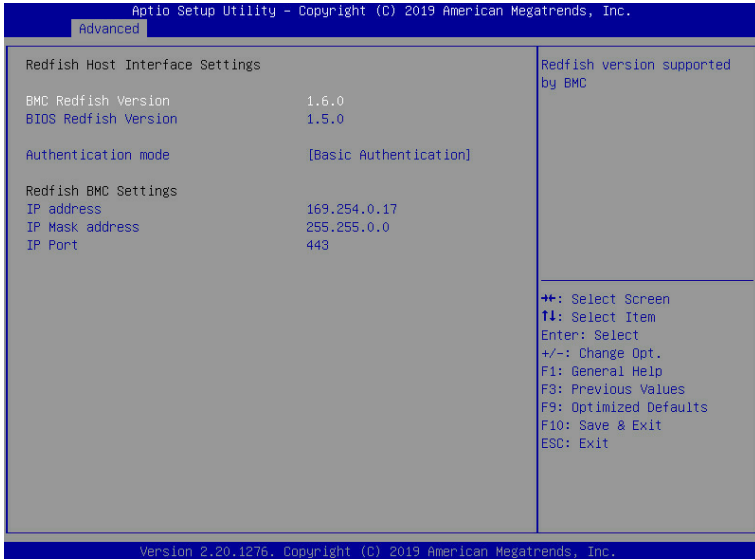 Aptio Setup Utility – Copyright (C) 2019 American Megatrends, Inc.
Advanced
Redfish Host Interface Settings
BMC Redfish Version 1.6.0
BIOS Redfish Version 1.5.0
Authentication mode [Basic Authentication]
Redfish BMC Settings
IP address 169.254.0.17
IP Mask address 255.255.0.0
IP Port 443
Redfish version supported
by BMC
→←: Select Screen
↑↓: Select Item
Enter: Select
+/-: Change Opt.
F1: General Help
F3: Previous Values
F9: Optimized Defaults
F10: Save & Exit
ESC: Exit
Version 2.20.1276. Copyright (C) 2019 American Megatrends, Inc.